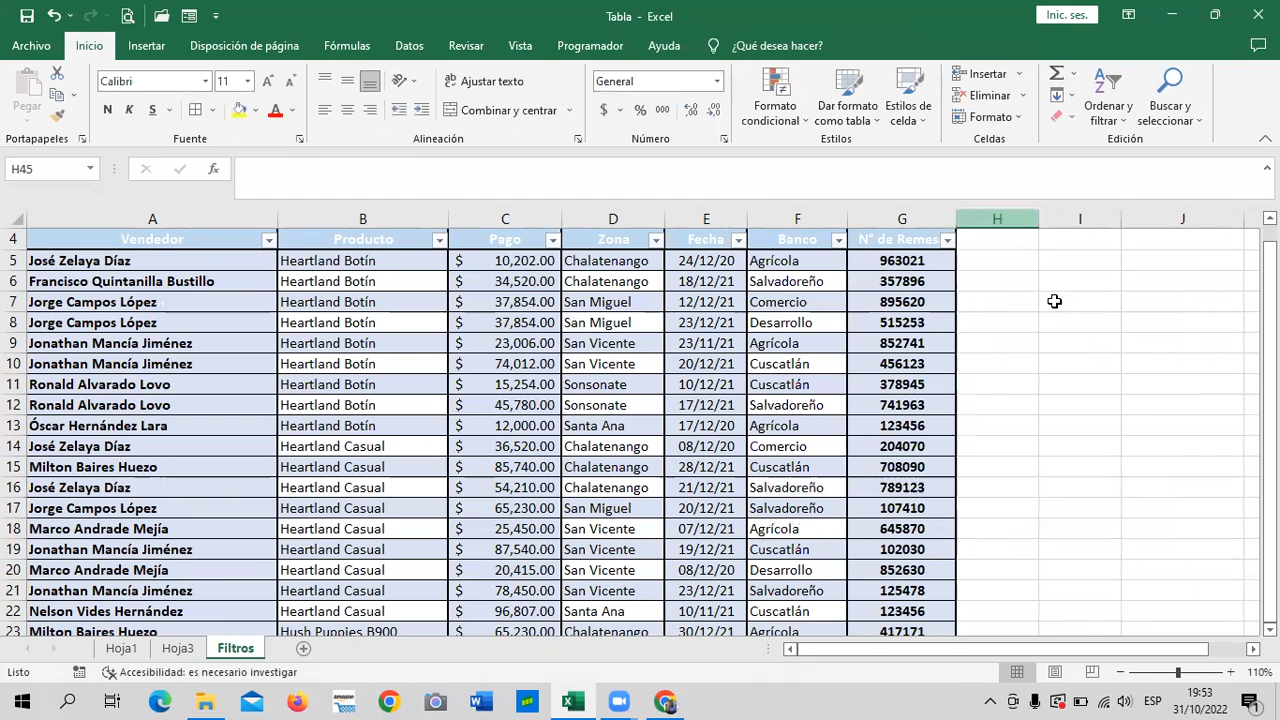 Tabla - Excel
Inic. ses.
Archivo Inicio Insertar Disposición de página Fórmulas Datos Revisar Vista Programador Ayuda ¿Qué desea hacer?
Pegar
Calibri 11
N K S
Ajustar texto
Combinar y centrar
General
$ % 000
Formato condicional
Dar formato como tabla
Estilos de celda
Insertar
Eliminar
Formato
Ordenar y filtrar
Buscar y seleccionar
Portapapeles Fuente Alineación Número Estilos Celdas Edición
H45 fx
A B C D E F G H I J
4 Vendedor Producto Pago Zona Fecha Banco N° de Remes
5 José Zelaya Díaz Heartland Botín $ 10,202.00 Chalatenango 24/12/20 Agrícola 963021
6 Francisco Quintanilla Bustillo Heartland Botín $ 34,520.00 Chalatenango 18/12/21 Salvadoreño 357896
7 Jorge Campos López Heartland Botín $ 37,854.00 San Miguel 12/12/21 Comercio 895620
8 Jorge Campos López Heartland Botín $ 37,854.00 San Miguel 23/12/21 Desarrollo 515253
9 Jonathan Mancía Jiménez Heartland Botín $ 23,006.00 San Vicente 23/11/21 Agrícola 852741
10 Jonathan Mancía Jiménez Heartland Botín $ 74,012.00 San Vicente 20/12/21 Cuscatlán 456123
11 Ronald Alvarado Lovo Heartland Botín $ 15,254.00 Sonsonate 10/12/21 Cuscatlán 378945
12 Ronald Alvarado Lovo Heartland Botín $ 45,780.00 Sonsonate 17/12/21 Salvadoreño 741963
13 Óscar Hernández Lara Heartland Botín $ 12,000.00 Santa Ana 17/12/20 Agrícola 123456
14 José Zelaya Díaz Heartland Casual $ 36,520.00 Chalatenango 08/12/20 Comercio 204070
15 Milton Baires Huezo Heartland Casual $ 85,740.00 Chalatenango 28/12/21 Cuscatlán 708090
16 José Zelaya Díaz Heartland Casual $ 54,210.00 Chalatenango 21/12/21 Salvadoreño 789123
17 Jorge Campos López Heartland Casual $ 65,230.00 San Miguel 20/12/21 Salvadoreño 107410
18 Marco Andrade Mejía Heartland Casual $ 25,450.00 San Vicente 07/12/21 Agrícola 645870
19 Jonathan Mancía Jiménez Heartland Casual $ 87,540.00 San Vicente 19/12/21 Cuscatlán 102030
20 Marco Andrade Mejía Heartland Casual $ 20,415.00 San Vicente 08/12/20 Desarrollo 852630
21 Jonathan Mancía Jiménez Heartland Casual $ 78,450.00 San Vicente 23/12/21 Salvadoreño 125478
22 Nelson Vides Hernández Heartland Casual $ 96,807.00 Santa Ana 10/11/21 Cuscatlán 123456
23 Milton Baires Huezo Hush Puppies B900 $ 65,230.00 Chalatenango 30/12/21 Agrícola 417171
Hoja1 Hoja3 Filtros
Listo Accesibilidad: es necesario investigar 110%
ESP 19:53
31/10/2022